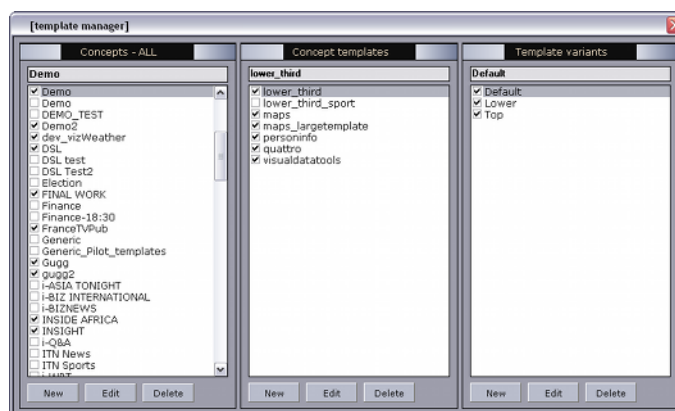 [template manager]
Concepts - ALL
Demo
Demo
Demo
DEMO_TEST
Demo2
dev_vizWeather
DSL
DSL test
DSL Test2
Election
FINAL WORK
Finance
Finance-18:30
FranceTVPub
Generic
Generic_Pilot_templates
Gugg
gugg2
i-ASIA TONIGHT
i-BIZ INTERNATIONAL
i-BIZNEWS
INSIDE AFRICA
INSIGHT
i-Q&A
ITN News
ITN Sports
New Edit Delete
Concept templates
lower_third
lower_third
lower_third_sport
maps
maps_largetemplate
personinfo
quattro
visualdatatools
New Edit Delete
Template variants
Default
Default
Lower
Top
New Edit Delete